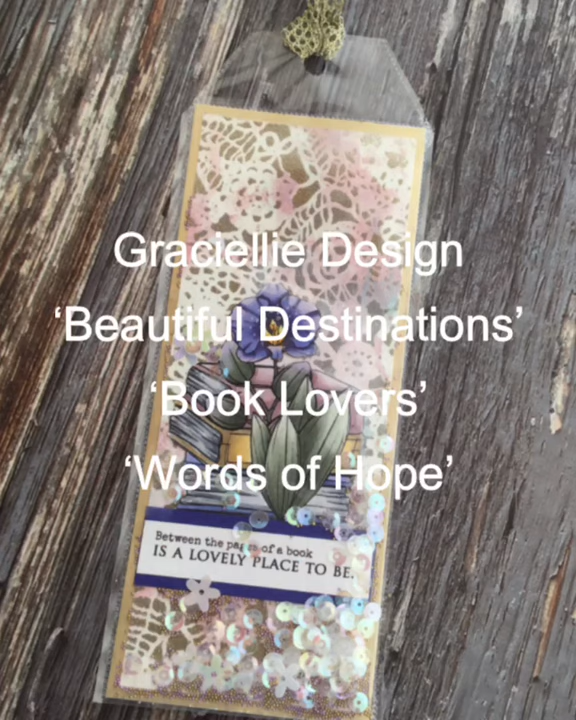 Graciellie Design
‘Beautiful Destinations’
‘Book Lovers’
‘Words of Hope’
Between the pages of a book
IS A LOVELY PLACE TO BE.